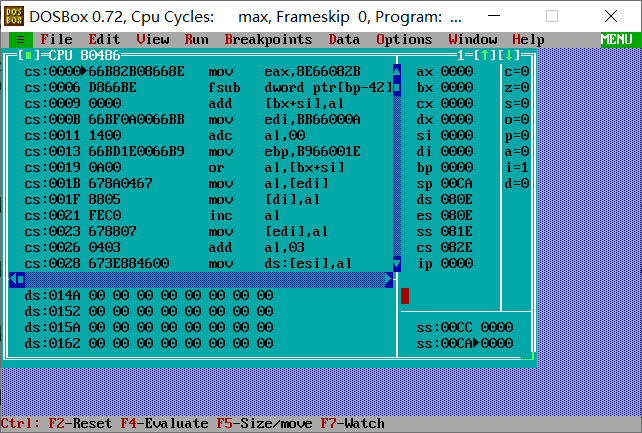 DOS BOX DOSBox 0.72, Cpu Cycles: max, Frameskip 0, Program: ...
≡ File Edit View Run Breakpoints Data Options Window Help MENU
[■] CPU 80486 1=[↑][↓]
cs:0000►66B82B08668E mov eax,8E66082B ax 0000 c=0
cs:0006 D866BE fsub dword ptr[bp-42] bx 0000 z=0
cs:0009 0000 add [bx+si],al cx 0000 s=0
cs:000B 66BF0A0066BB mov edi,BB66000A dx 0000 o=0
cs:0011 1400 adc al,00 si 0000 p=0
cs:0013 66BD1E0066B9 mov ebp,B966001E di 0000 a=0
cs:0019 0A00 or al,[bx+si] bp 0000 i=1
cs:001B 678A0467 mov al,[edi] sp 00CA d=0
cs:001F 8805 mov [di],al ds 080E
cs:0021 FEC0 inc al es 080E
cs:0023 678807 mov [edi],al ss 081E
cs:0026 0403 add al,03 cs 082E
cs:0028 673E884600 mov ds:[esi],al ip 0000
ds:014A 00 00 00 00 00 00 00 00
ds:0152 00 00 00 00 00 00 00 00
ds:015A 00 00 00 00 00 00 00 00 ss:00CC 0000
ds:0162 00 00 00 00 00 00 00 00 ss:00CA►0000
Ctrl: F2-Reset F4-Evaluate F5-Size/move F7-Watch